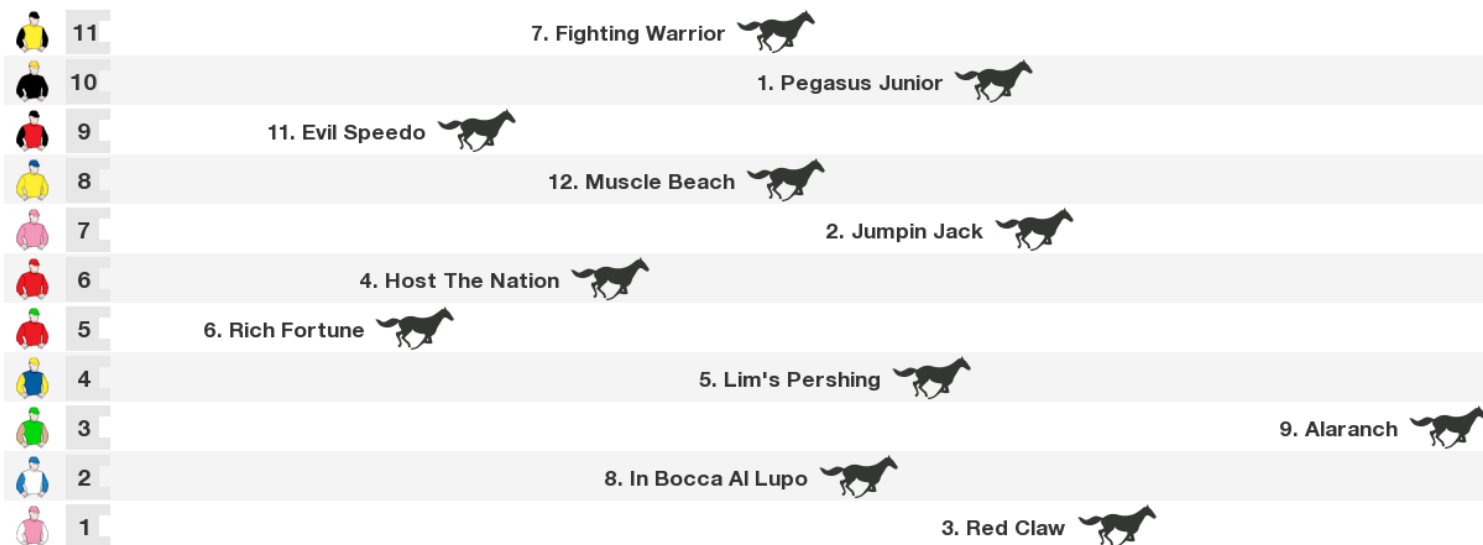 11 7. Fighting Warrior
10 1. Pegasus Junior
9 11. Evil Speedo
8 12. Muscle Beach
7 2. Jumpin Jack
6 4. Host The Nation
5 6. Rich Fortune
4 5. Lim's Pershing
3 9. Alaranch
2 8. In Bocca Al Lupo
1 3. Red Claw